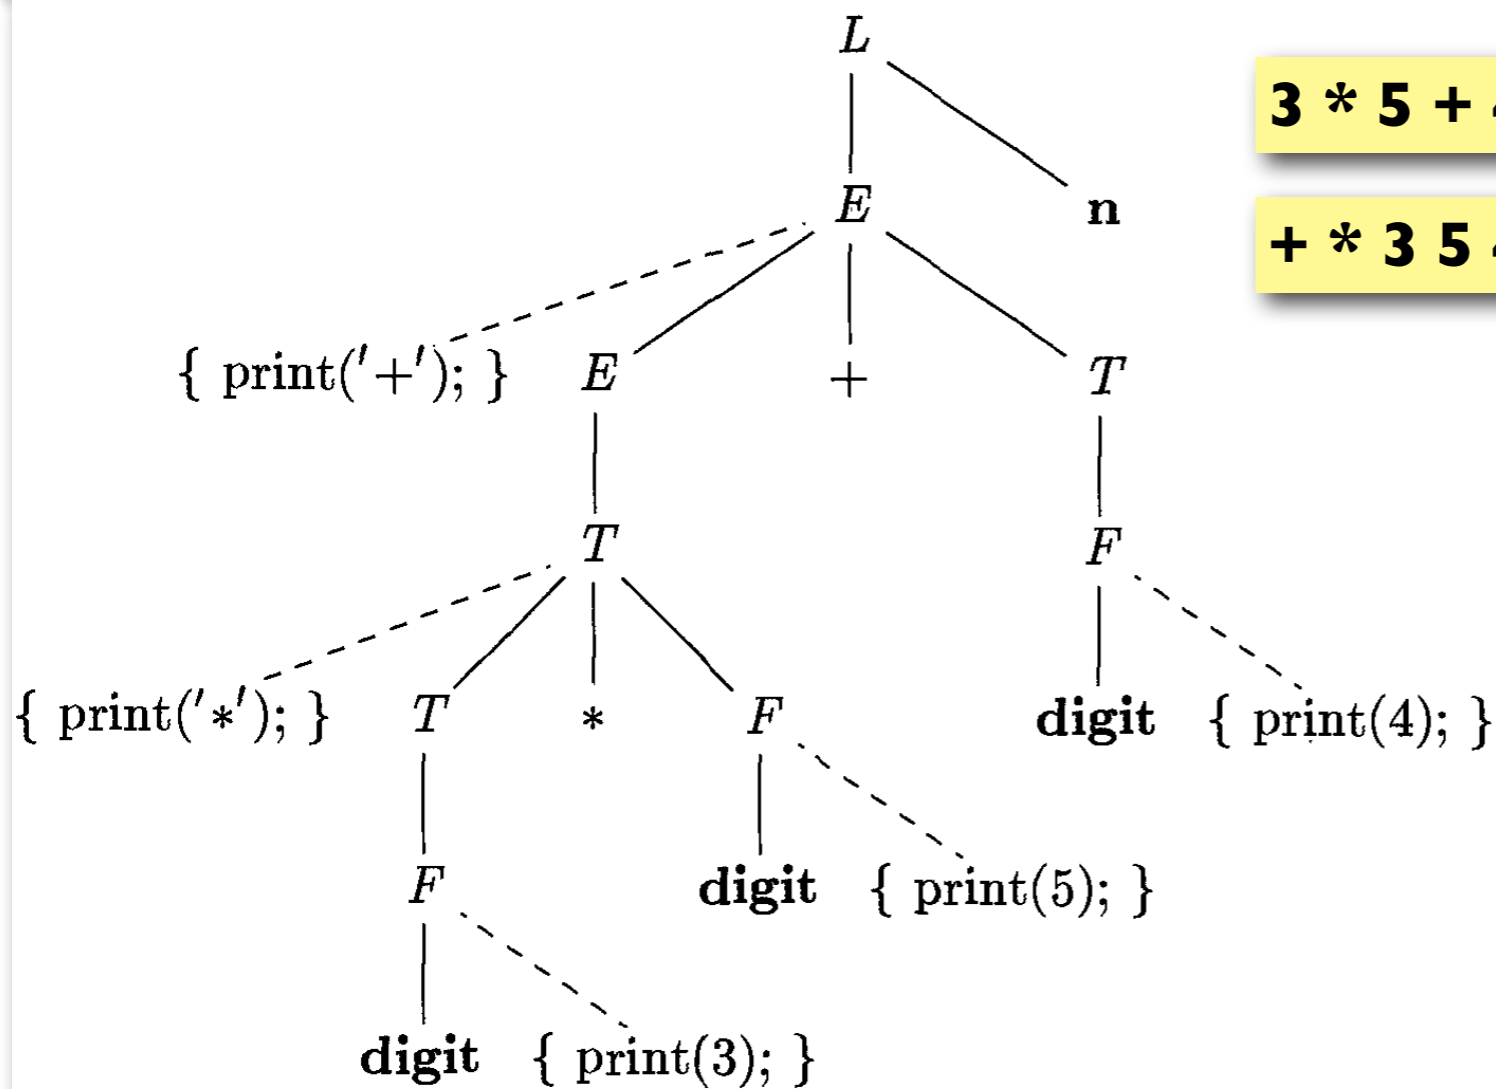 L
3 * 5 + 
E n
+ * 3 5 
{ print('+'); } E + T
T F
{ print('*'); } T * F digit { print(4); }
F digit { print(5); }
digit { print(3); }